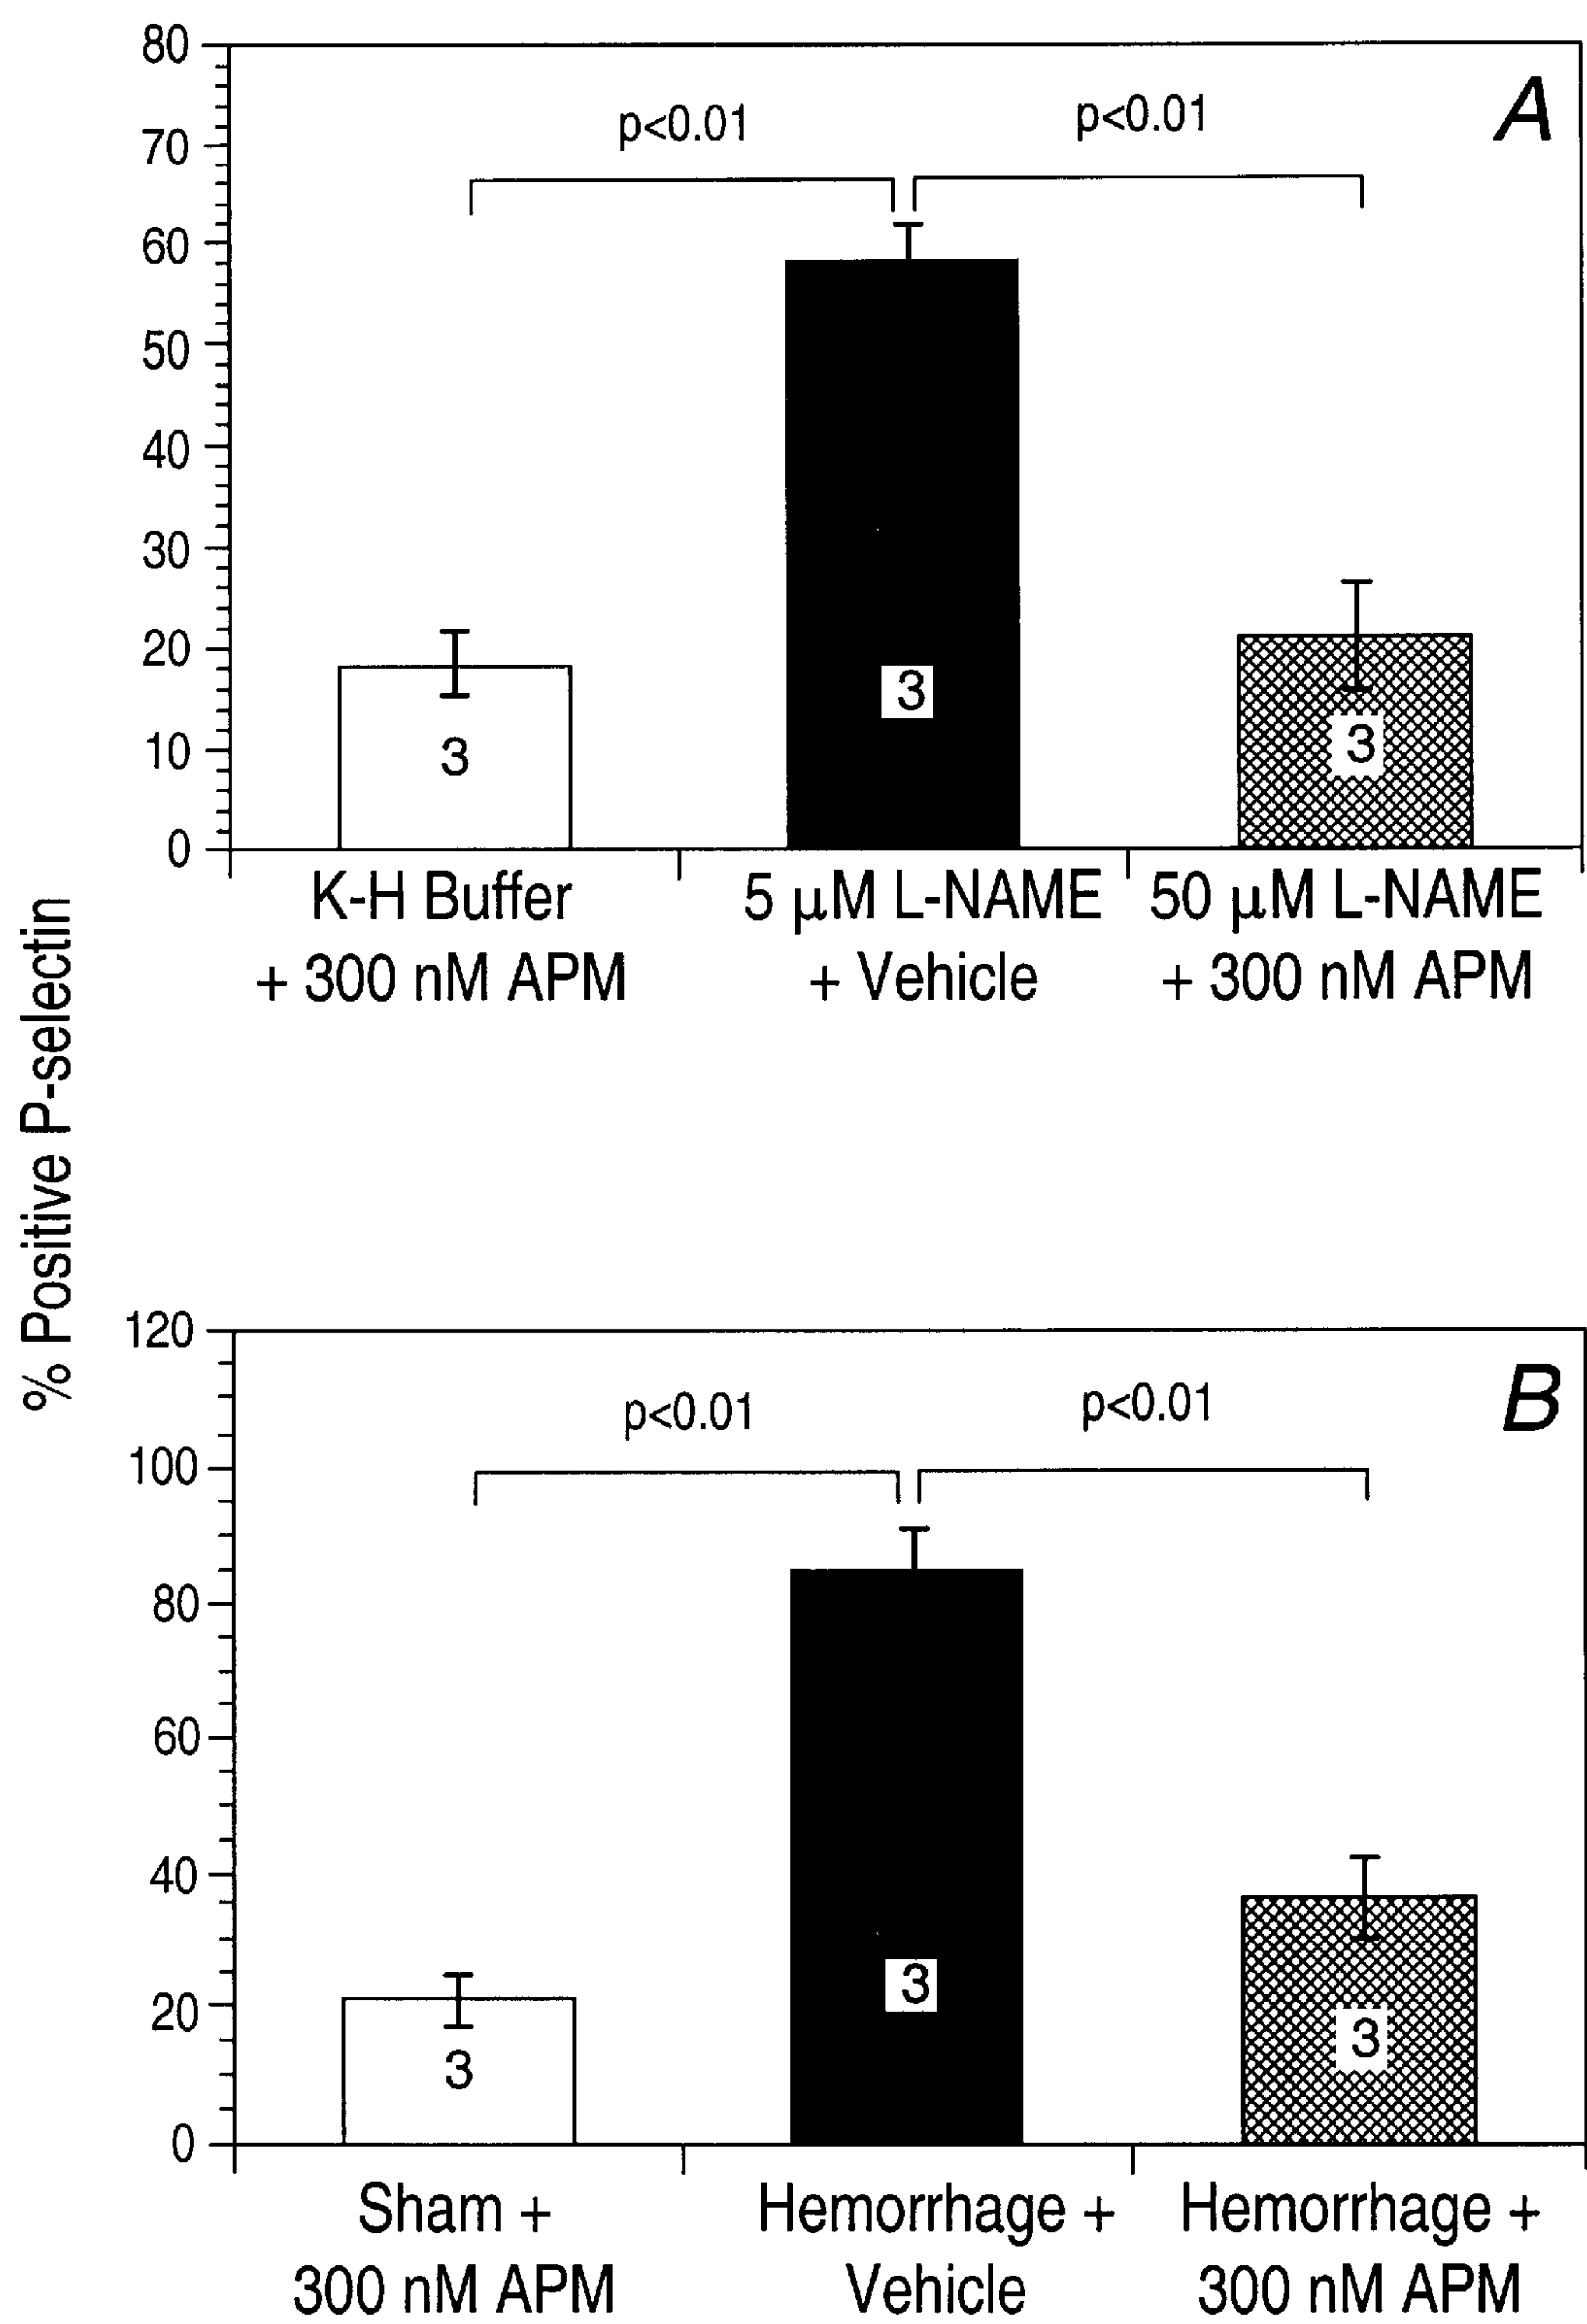 % Positive P-selectin
A
80
70
60
50
40
30
20
10
0
p<0.01
p<0.01
3
3
3
K-H Buffer
+ 300 nM APM
5 µM L-NAME
+ Vehicle
50 µM L-NAME
+ 300 nM APM
B
120
100
80
60
40
20
0
p<0.01
p<0.01
3
3
3
Sham +
300 nM APM
Hemorrhage +
Vehicle
Hemorrhage +
300 nM APM